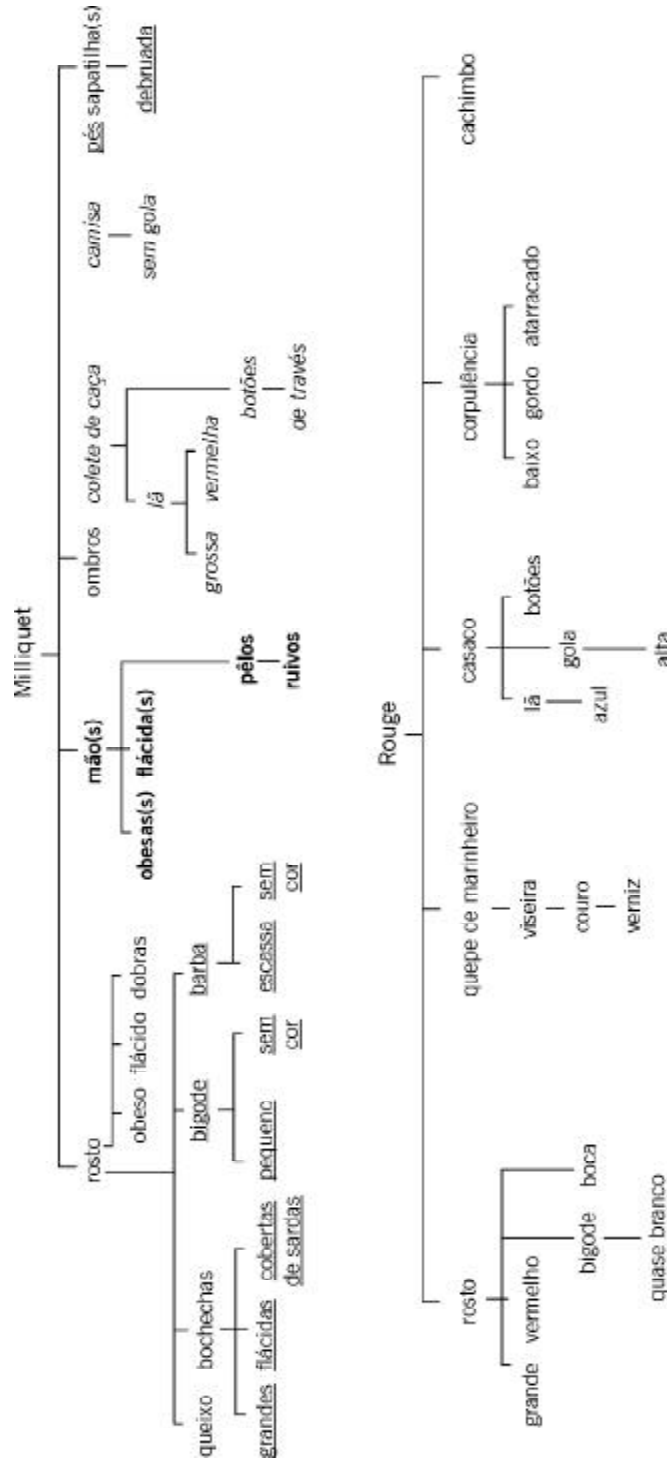 Milliquet
rosto mão(s) ombros colete de caça camisa pés sapatilha(s)
obeso flácido dobras obesas(s) flácida(s) lã sem gola debruada
queixo bochechas bigode barba grossa vermelha
grandes flácidas cobertas pequeno sem escassa sem pêlos botões
de sardas cor cor ruivos de través
Rouge
rosto quepe de marinheiro casaco corpulência cachimbo
grande vermelho viseira lã botões baixo gordo atarracado
bigode boca couro azul gola
quase branco verniz alta